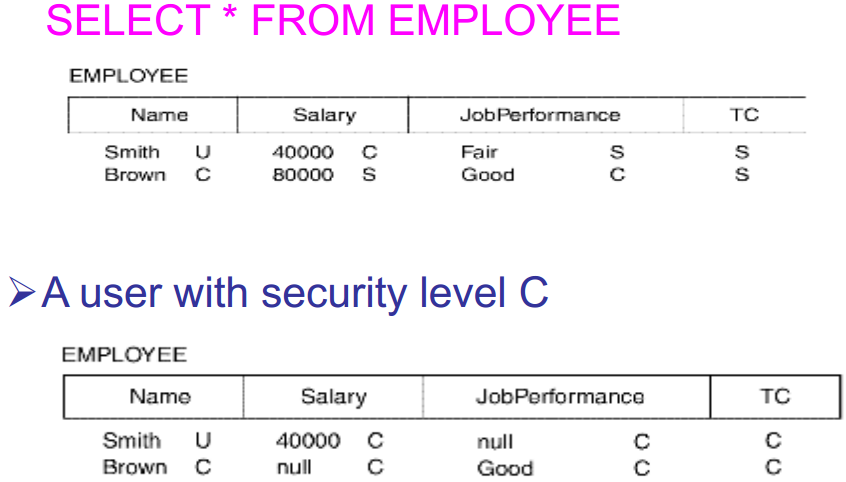 SELECT * FROM EMPLOYEE
EMPLOYEE
Name Salary JobPerformance TC
Smith U 40000 C Fair S S
Brown C 80000 S Good C S
➢A user with security level C
EMPLOYEE
Name Salary JobPerformance TC
Smith U 40000 C null C C
Brown C null C Good C C